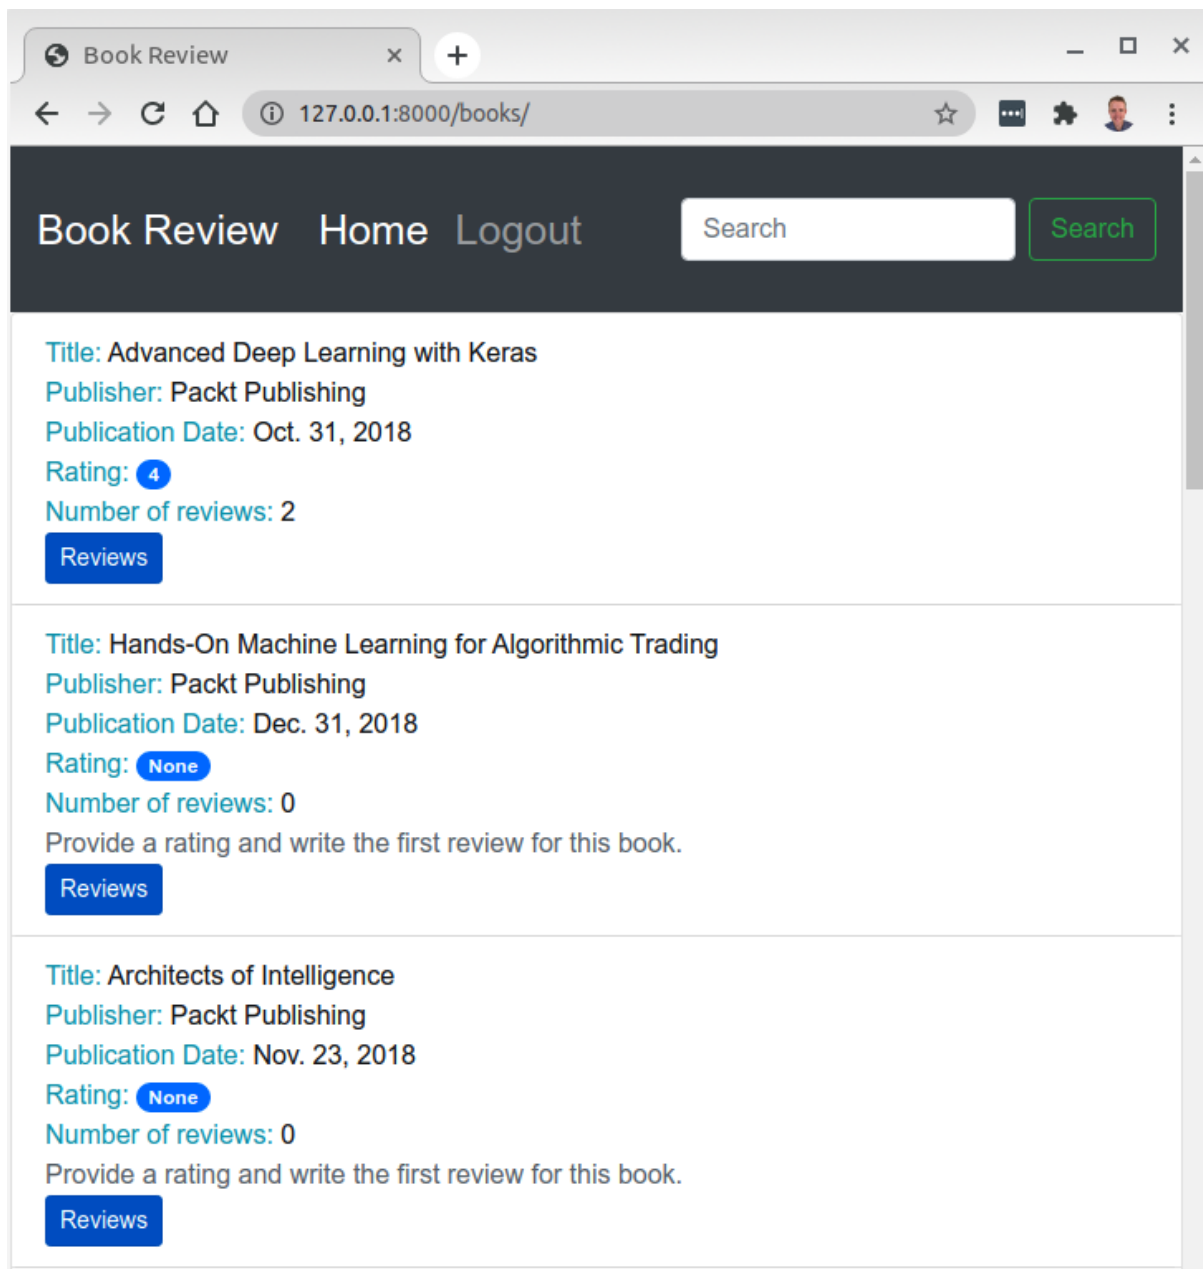 Book Review
127.0.0.1:8000/books/
Book Review Home Logout Search Search
Title: Advanced Deep Learning with Keras
Publisher: Packt Publishing
Publication Date: Oct. 31, 2018
Rating: 4
Number of reviews: 2
Reviews
Title: Hands-On Machine Learning for Algorithmic Trading
Publisher: Packt Publishing
Publication Date: Dec. 31, 2018
Rating: None
Number of reviews: 0
Provide a rating and write the first review for this book.
Reviews
Title: Architects of Intelligence
Publisher: Packt Publishing
Publication Date: Nov. 23, 2018
Rating: None
Number of reviews: 0
Provide a rating and write the first review for this book.
Reviews